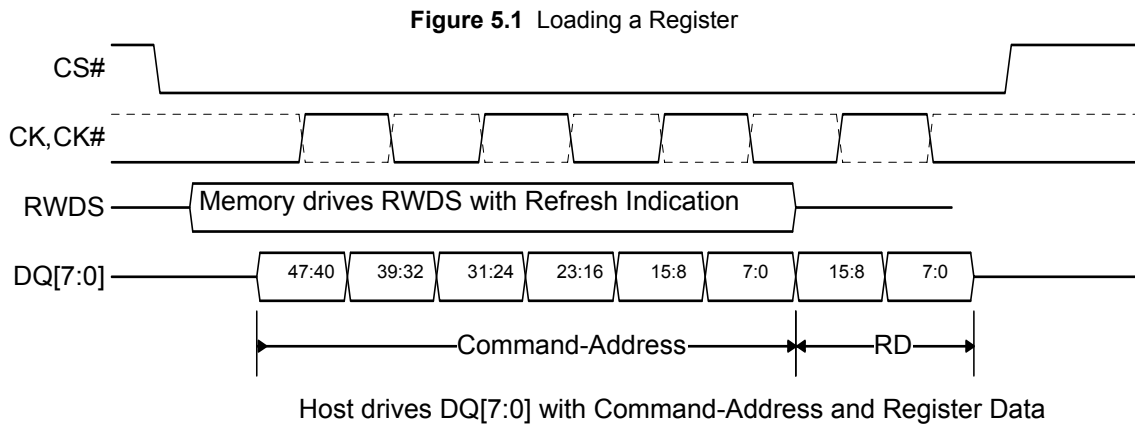 Figure 5.1 Loading a Register
CS#
CK,CK#
RWDS Memory drives RWDS with Refresh Indication
DQ[7:0] 47:40 39:32 31:24 23:16 15:8 7:0 15:8 7:0
Command-Address RD
Host drives DQ[7:0] with Command-Address and Register Data